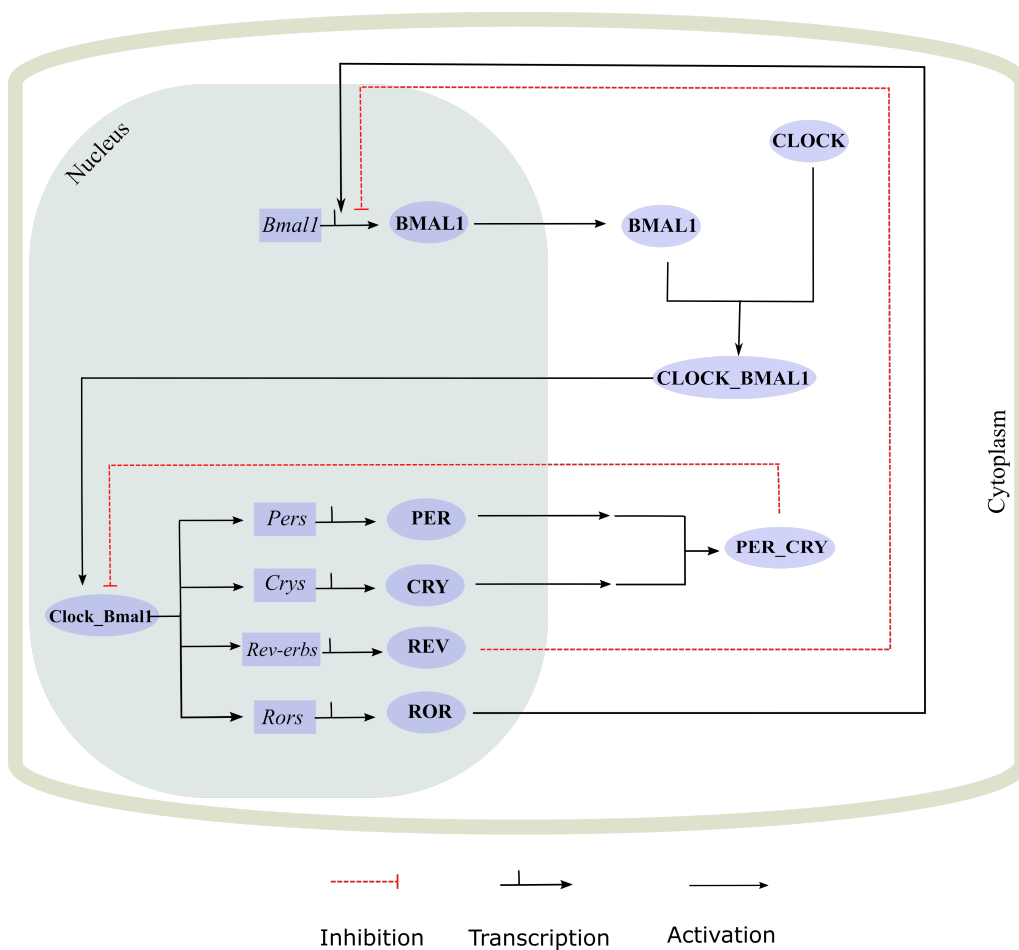 Nucleus
CLOCK
Bmal1
BMAL1
BMAL1
CLOCK_BMAL1
Cytoplasm
Pers
PER
PER_CRY
Crys
CRY
Clock_Bmal1
Rev-erbs
REV
Rors
ROR
Inhibition
Transcription
Activation